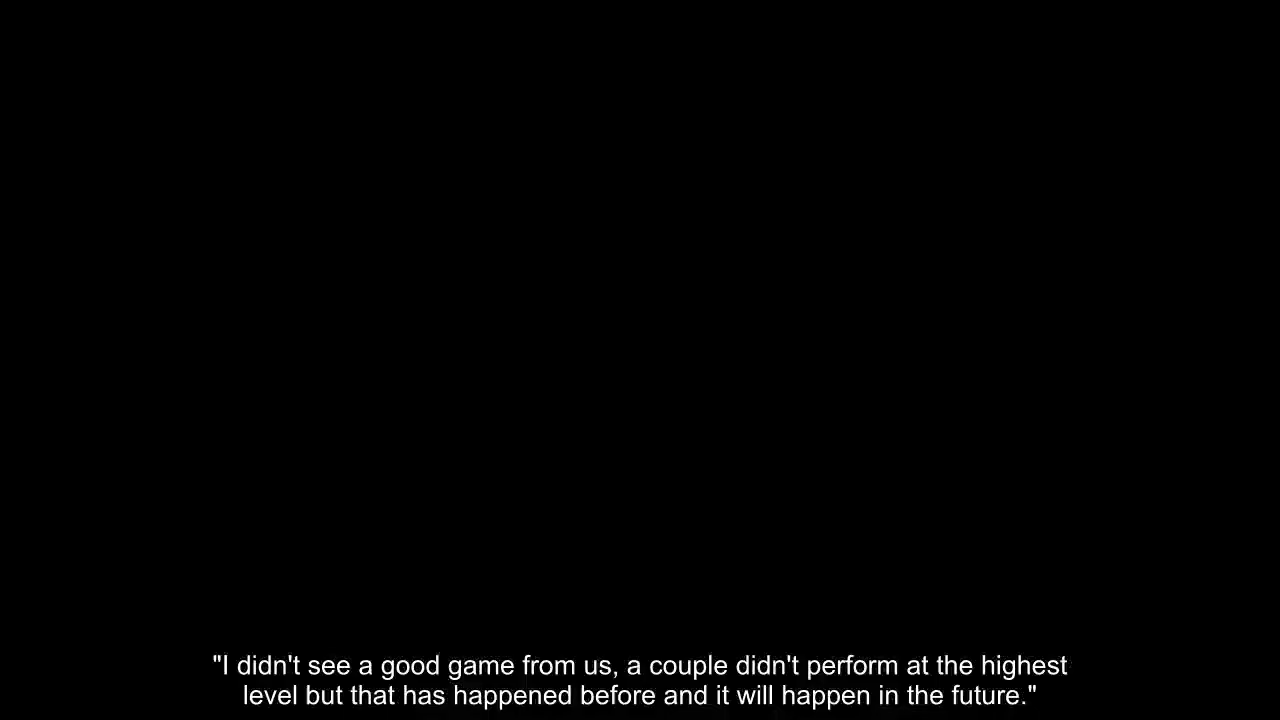 "I didn't see a good game from us, a couple didn't perform at the highest
level but that has happened before and it will happen in the future."